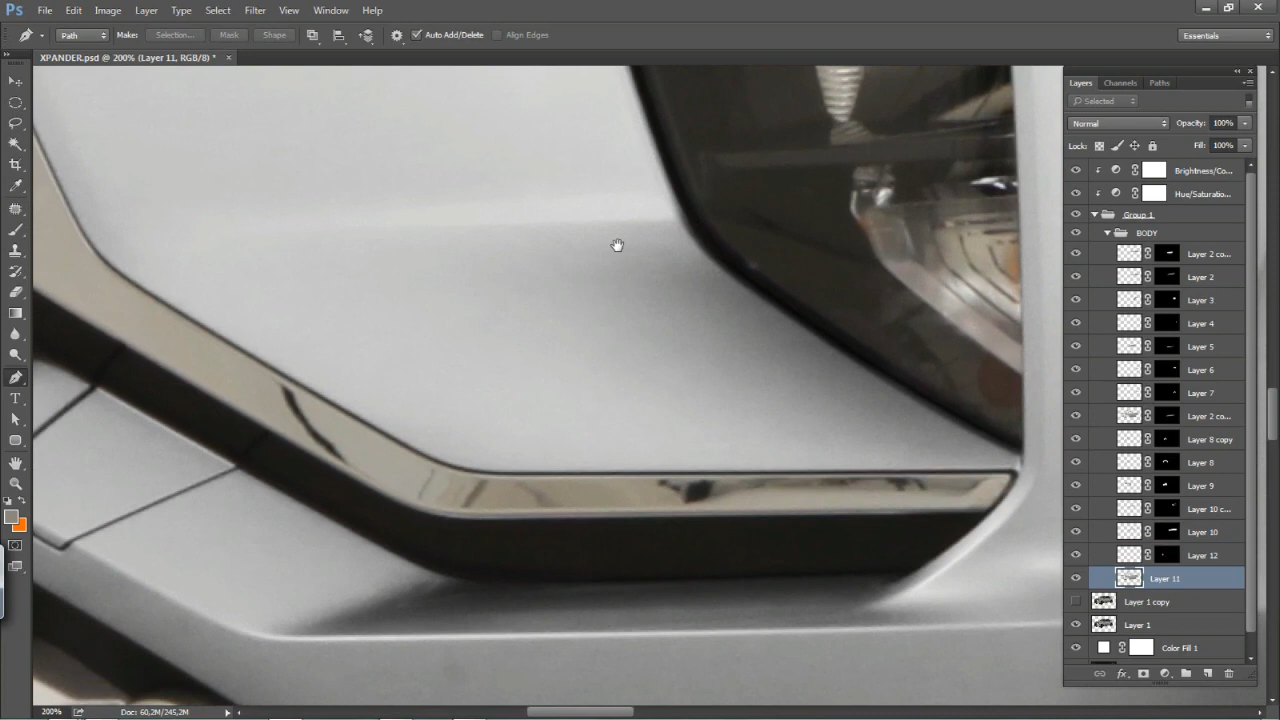 Ps File Edit Image Layer Type Select Filter View Window Help
Path Make: Selection... Mask Shape Auto Add/Delete Align Edges Essentials
XPANDER.psd @ 200% (Layer 11, RGB/8) * ×
Layers Channels Paths
Selected
Normal Opacity: 100%
Lock: Fill: 100%
Brightness/Co...
Hue/Saturatio...
Group 1
BODY
Layer 2 co...
Layer 2
Layer 3
Layer 4
Layer 5
Layer 6
Layer 7
Layer 2 co...
Layer 8 copy
Layer 8
Layer 9
Layer 10 c...
Layer 10
Layer 12
Layer 11
Layer 1 copy
Layer 1
Color Fill 1
fx
200% Doc: 60,2M/245,2M